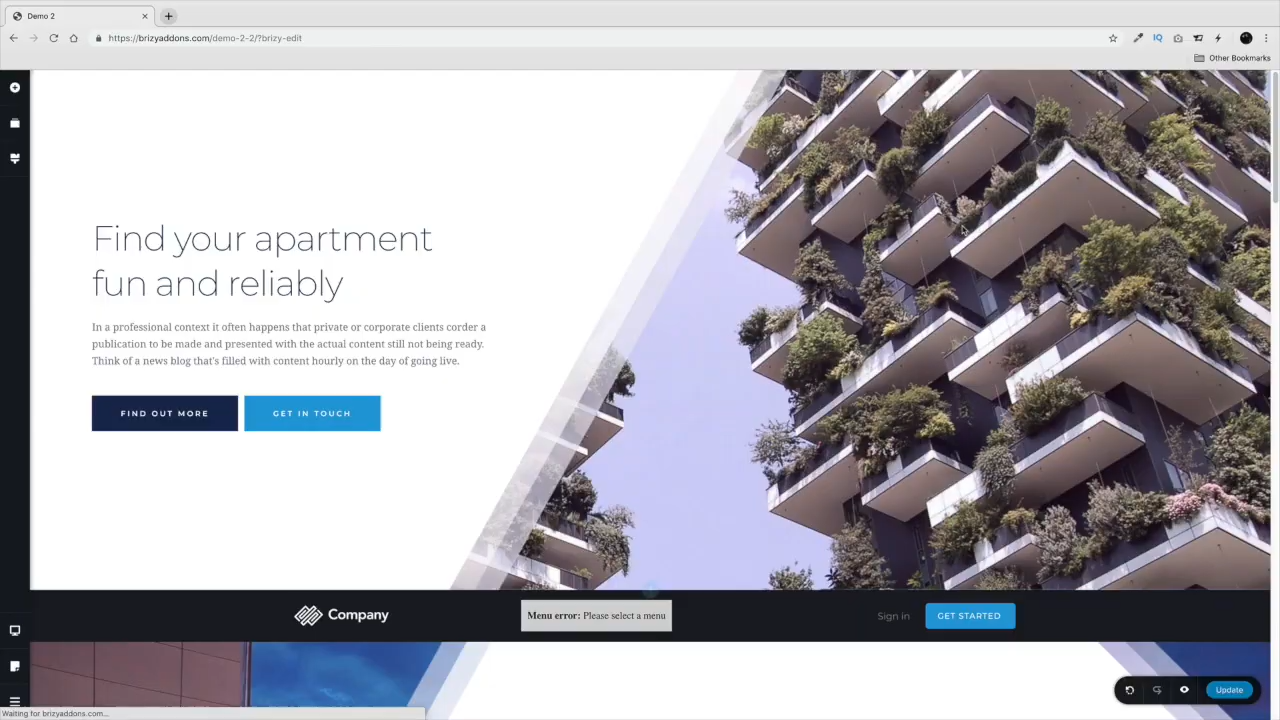 Demo 2
https://brizyaddons.com/demo-2-2/?brizy-edit
IQ
Other Bookmarks
Find your apartment
fun and reliably
In a professional context it often happens that private or corporate clients corder a
publication to be made and presented with the actual content still not being ready.
Think of a news blog that's filled with content hourly on the day of going live.
FIND OUT MORE
GET IN TOUCH
Company
Menu error: Please select a menu
Sign in
GET STARTED
Update
Waiting for brizyaddons.com...